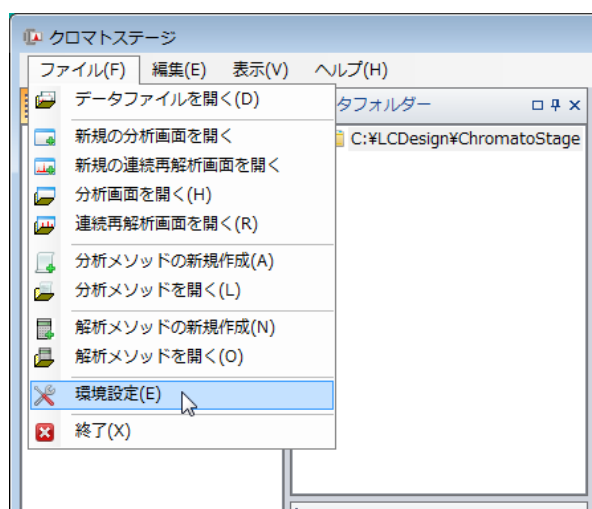 クロマトステージ
ファイル(F) 編集(E) 表示(V) ヘルプ(H)
データファイルを開く(D)
新規の分析画面を開く
新規の連続再解析画面を開く
分析画面を開く(H)
連続再解析画面を開く(R)
分析メソッドの新規作成(A)
分析メソッドを開く(L)
解析メソッドの新規作成(N)
解析メソッドを開く(O)
環境設定(E)
終了(X)
タフォルダー
C:¥LCDesign¥ChromatoStage